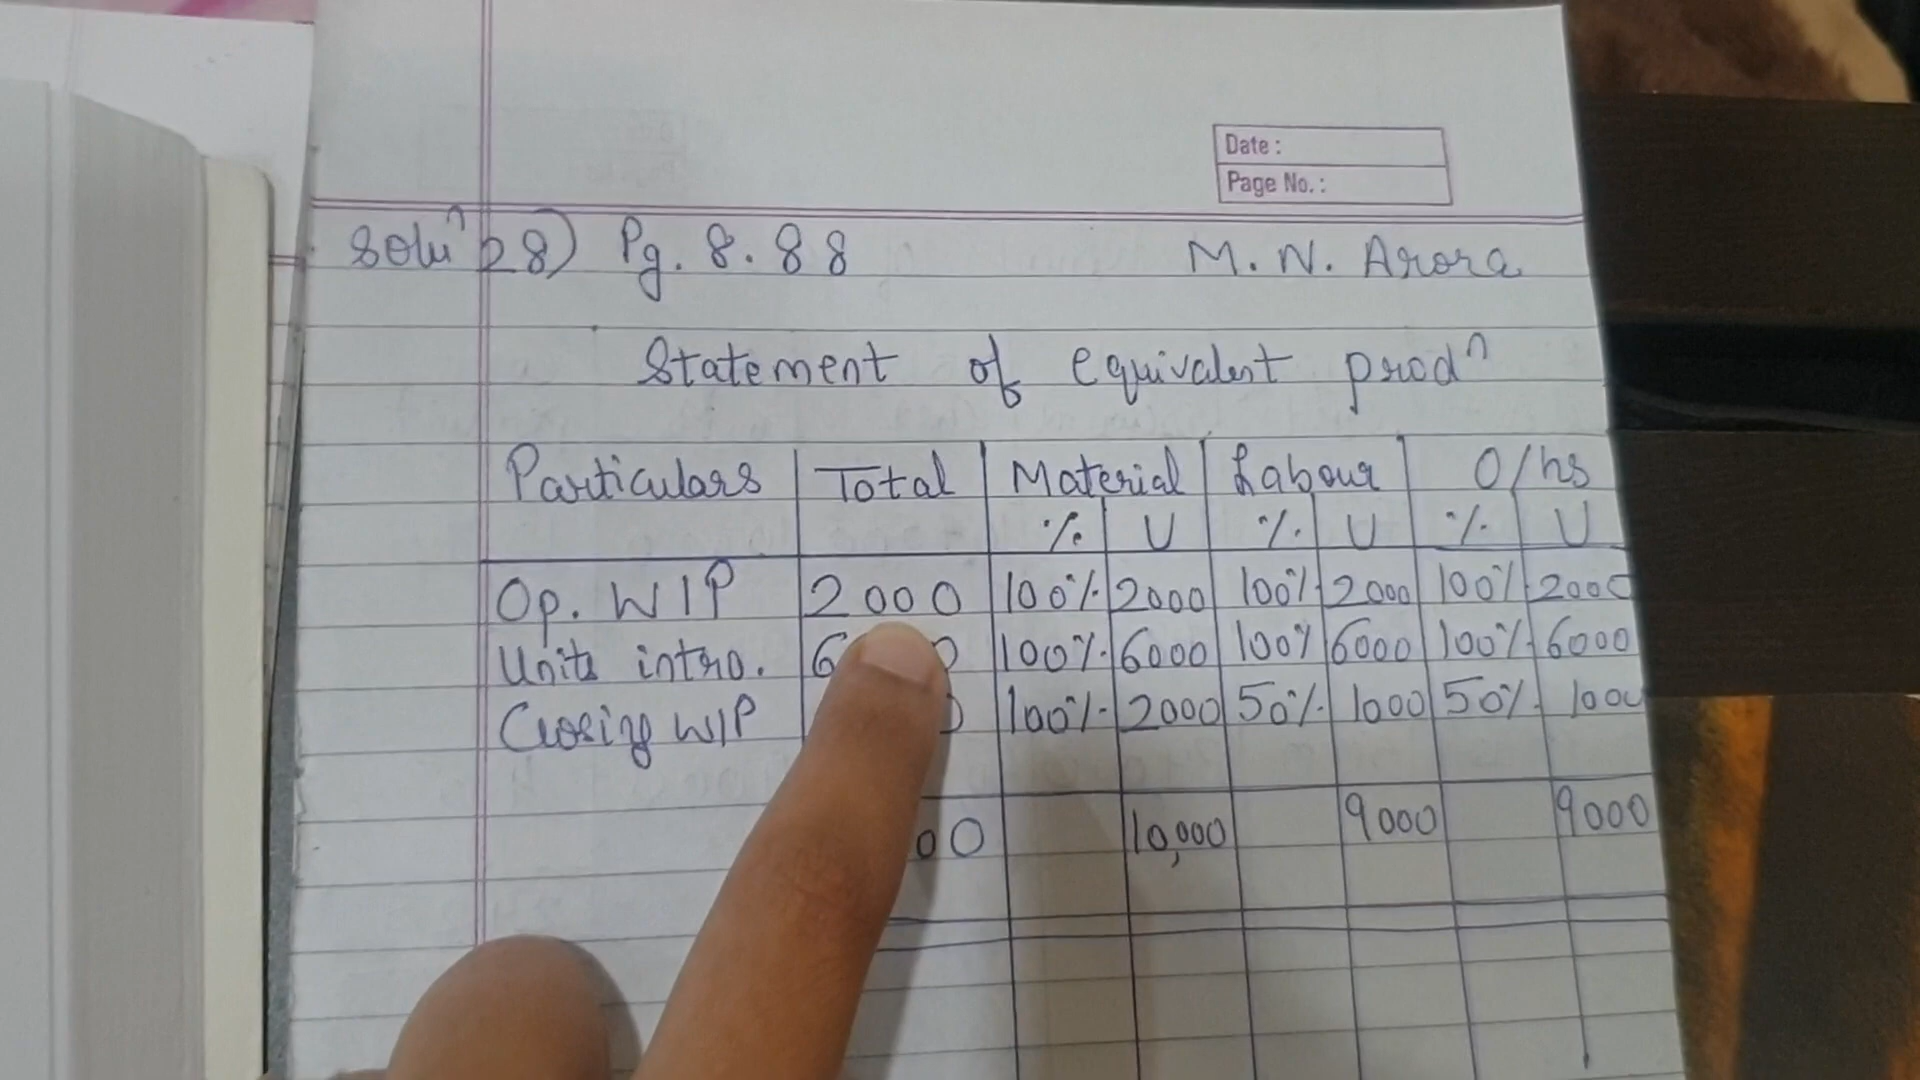 Date :
Page No. :
Soluⁿ 28) Pg. 8.88 M. N. Arora
Statement of equivalent prodⁿ
Particulars Total Material Labour O/hs
% U % U % U
Op. WIP 2000 100% 2000 100% 2000 100% 2000
Units intro. 100% 6000 100% 6000 100% 6000
Closing WIP 100% 2000 50% 1000 50% 1000
10,000 9000 9000